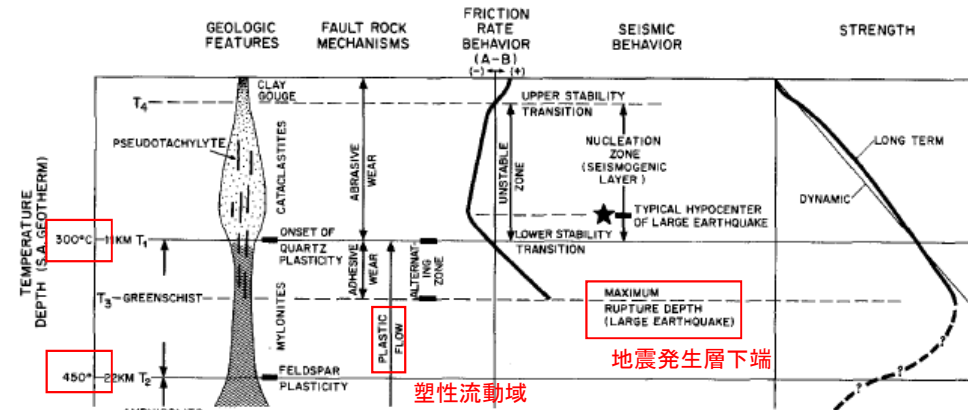 GEOLOGIC
FEATURES
FAULT ROCK
MECHANISMS
FRICTION
RATE
BEHAVIOR
(A-B)
(-) (+)
SEISMIC
BEHAVIOR
STRENGTH
TEMPERATURE
DEPTH (S.A. GEOTHERM)
T4
CLAY
GOUGE
PSEUDOTACHYLYTE
CATACLASTITES
ABRASIVE
WEAR
UPPER STABILITY
TRANSITION
UNSTABLE
ZONE
NUCLEATION
ZONE
(SEISMOGENIC
LAYER)
TYPICAL HYPOCENTER
OF LARGE EARTHQUAKE
LONG TERM
DYNAMIC
300°C 11KM T1
ONSET OF
QUARTZ
PLASTICITY
LOWER STABILITY
TRANSITION
ADHESIVE
WEAR
ALTERNAT-
ING
ZONE
T3 GREENSCHIST
MYLONITES
PLASTIC
FLOW
MAXIMUM
RUPTURE DEPTH
(LARGE EARTHQUAKE)
地震発生層下端
450° 22KM T2
FELDSPAR
PLASTICITY
塑性流動域
? ? ?